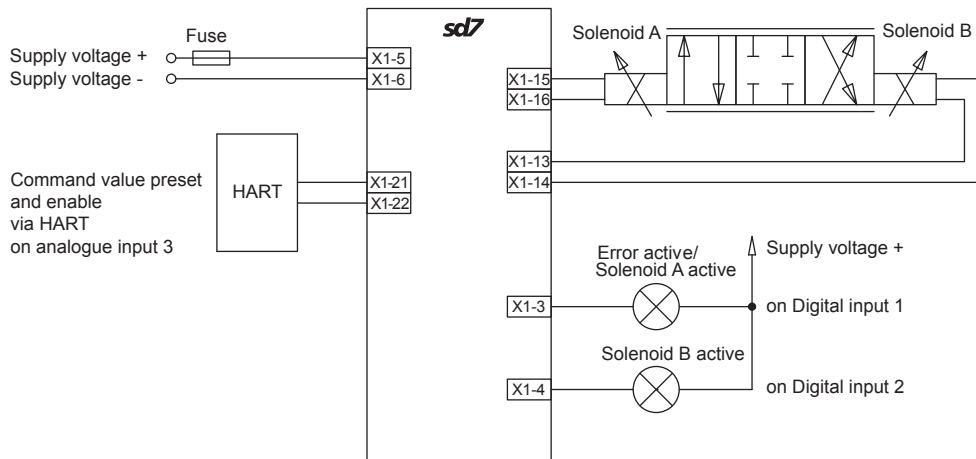 sd7
Fuse
Supply voltage +
Supply voltage -
X1-5
X1-6
Solenoid A
Solenoid B
X1-15
X1-16
X1-13
X1-14
Command value preset
and enable
via HART
on analogue input 3
HART
X1-21
X1-22
Supply voltage +
Error active/
Solenoid A active
X1-3
on Digital input 1
Solenoid B active
X1-4
on Digital input 2